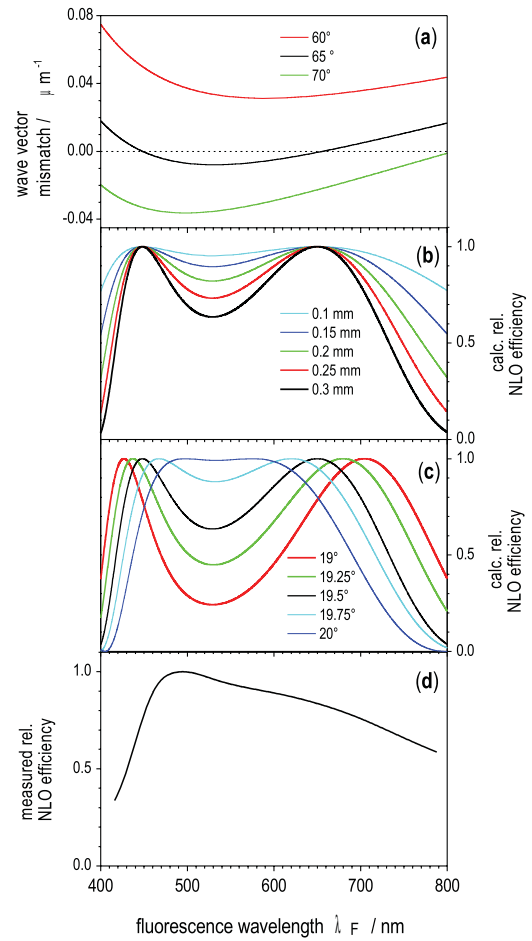 0.08
(a)
60°
65 °
70°
0.04
0.00
-0.04
wave vector
mismatch / μ m-1
(b)
1.0
0.5
0.0
0.1 mm
0.15 mm
0.2 mm
0.25 mm
0.3 mm
calc. rel.
NLO efficiency
(c)
1.0
0.5
0.0
19°
19.25°
19.5°
19.75°
20°
calc. rel.
NLO efficiency
(d)
1.0
0.5
0.0
measured rel.
NLO efficiency
400 500 600 700 800
fluorescence wavelength λ F / nm